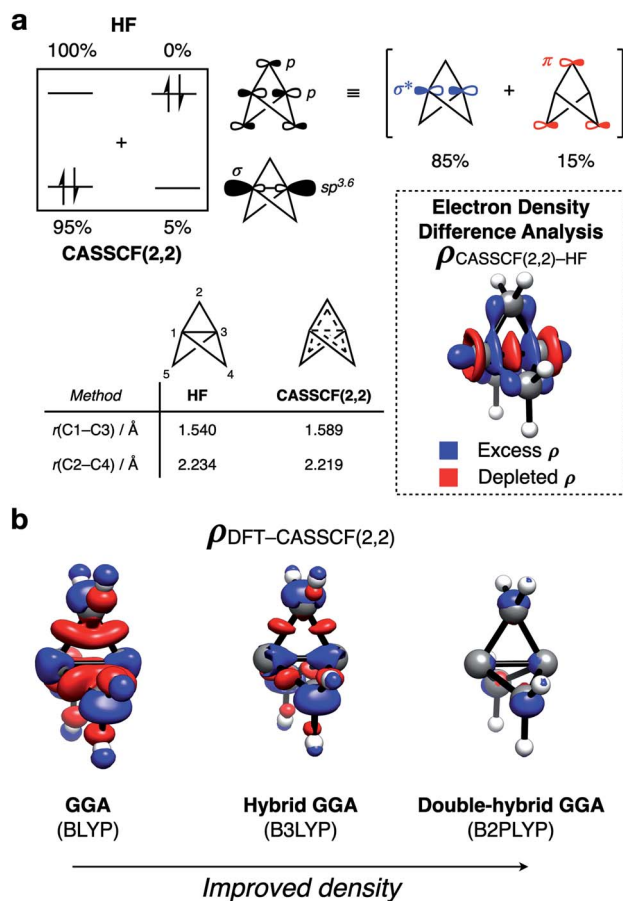 a
HF
100% 0%
+
95% 5%
CASSCF(2,2)
p
p
≡
σ* + π
85% 15%
σ
sp3.6
Electron Density
Difference Analysis
ρCASSCF(2,2)–HF
Excess ρ
Depleted ρ
2
1 3
5 4
Method HF CASSCF(2,2)
r(C1–C3) / Å 1.540 1.589
r(C2–C4) / Å 2.234 2.219
b
ρDFT–CASSCF(2,2)
GGA Hybrid GGA Double-hybrid GGA
(BLYP) (B3LYP) (B2PLYP)
Improved density